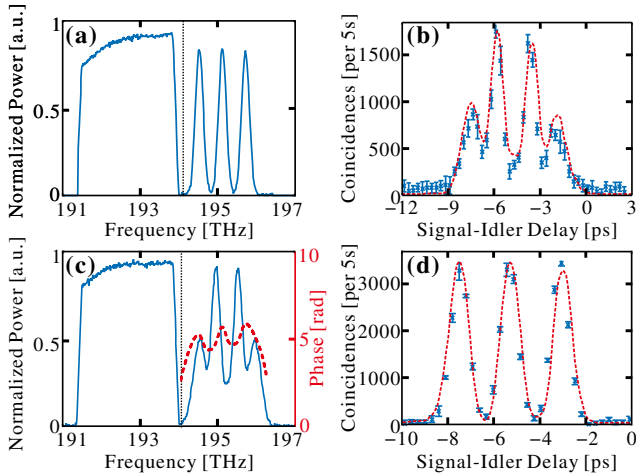 (a)
Normalized Power [a.u.]
1
0.5
0
191 193 195 197
Frequency [THz]
(b)
Coincidences [per 5s]
1500
1000
500
0
−12 −9 −6 −3 0 3
Signal-Idler Delay [ps]
(c)
Normalized Power [a.u.]
1
0.5
0
191 193 195 197
Frequency [THz]
10
5
0
Phase [rad]
(d)
Coincidences [per 5s]
3000
2000
1000
0
−10 −8 −6 −4 −2 0
Signal-Idler Delay [ps]